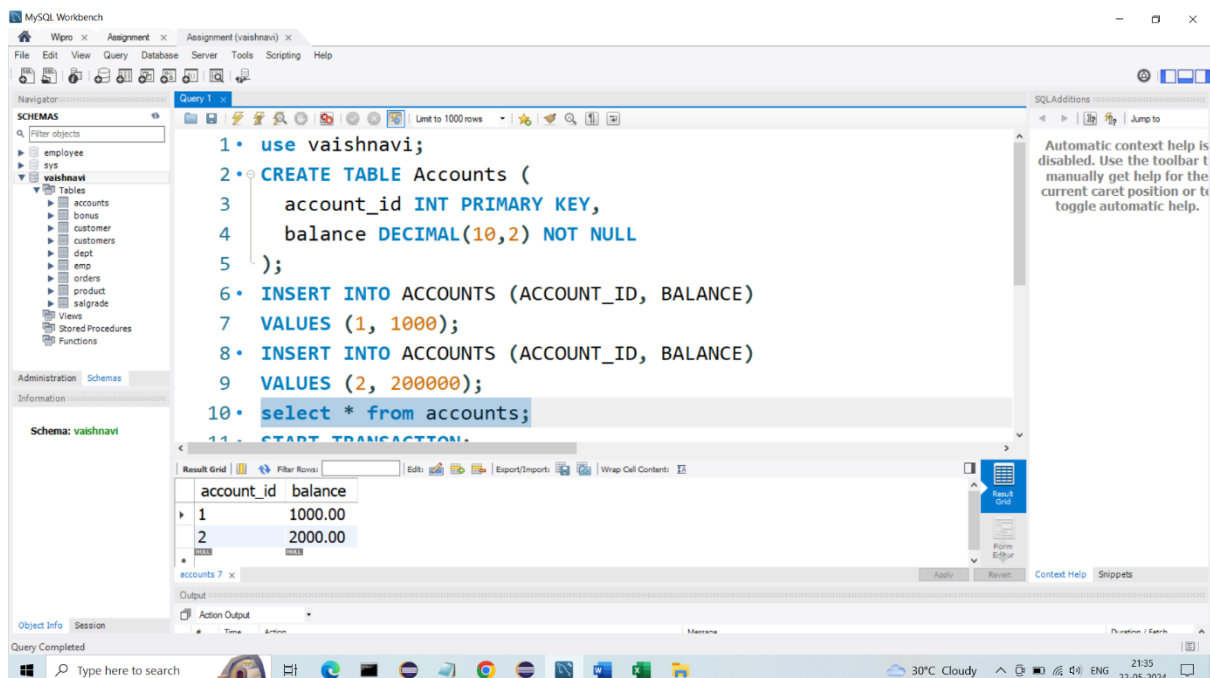 MySQL Workbench
Wipro × Assignment × Assignment (vaishnavi) ×
File Edit View Query Database Server Tools Scripting Help
Navigator
SCHEMAS
Filter objects
employee
sys
vaishnavi
Tables
accounts
bonus
customer
customers
dept
emp
orders
product
salgrade
Views
Stored Procedures
Functions
Administration Schemas
Information
Schema: vaishnavi
Object Info Session
Query 1 ×
Limit to 1000 rows
1 use vaishnavi;
2 CREATE TABLE Accounts (
3 account_id INT PRIMARY KEY,
4 balance DECIMAL(10,2) NOT NULL
5 );
6 INSERT INTO ACCOUNTS (ACCOUNT_ID, BALANCE)
7 VALUES (1, 1000);
8 INSERT INTO ACCOUNTS (ACCOUNT_ID, BALANCE)
9 VALUES (2, 200000);
10 select * from accounts;
11 START TRANSACTION;
Result Grid Filter Rows: Edit: Export/Import: Wrap Cell Content:
account_id balance
1 1000.00
2 2000.00
NULL NULL
Result
Grid
Form
Editor
accounts 7 × Apply Revert
Output
Action Output
# Time Action Message Duration / Fetch
SQLAdditions
Jump to
Automatic context help is
disabled. Use the toolbar t
manually get help for the
current caret position or to
toggle automatic help.
Context Help Snippets
Query Completed
Type here to search
30°C Cloudy ENG 21:35
22-05-2024